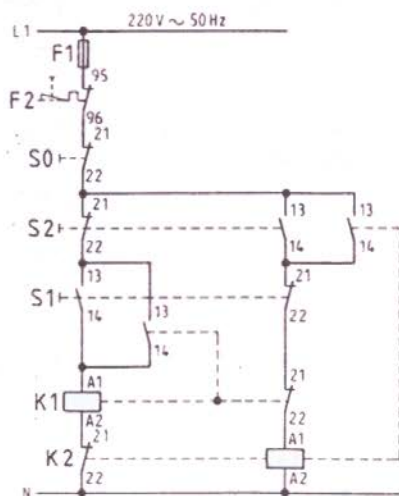 L1 220V ~ 50Hz
F1
95
F2
96
21
S0
22
21 13 13
S2
22 14 14
13 21
S1
14 13 22
14
A1 21
K1
A2 22
21 A1
K2
22 A2
N